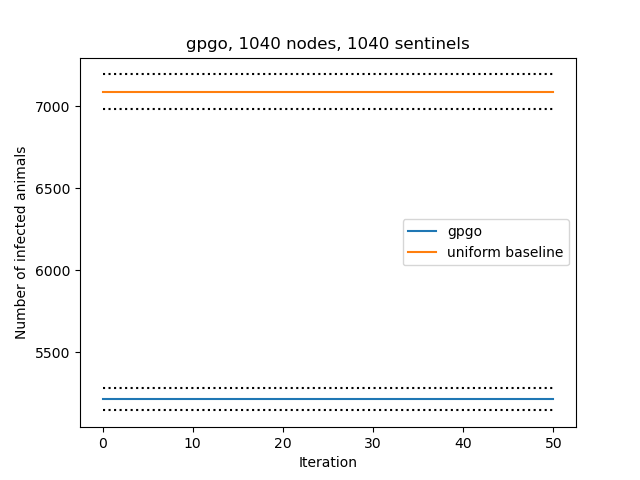 gpgo, 1040 nodes, 1040 sentinels
7000
6500
6000
5500
Number of infected animals
gpgo
uniform baseline
0 10 20 30 40 50
Iteration